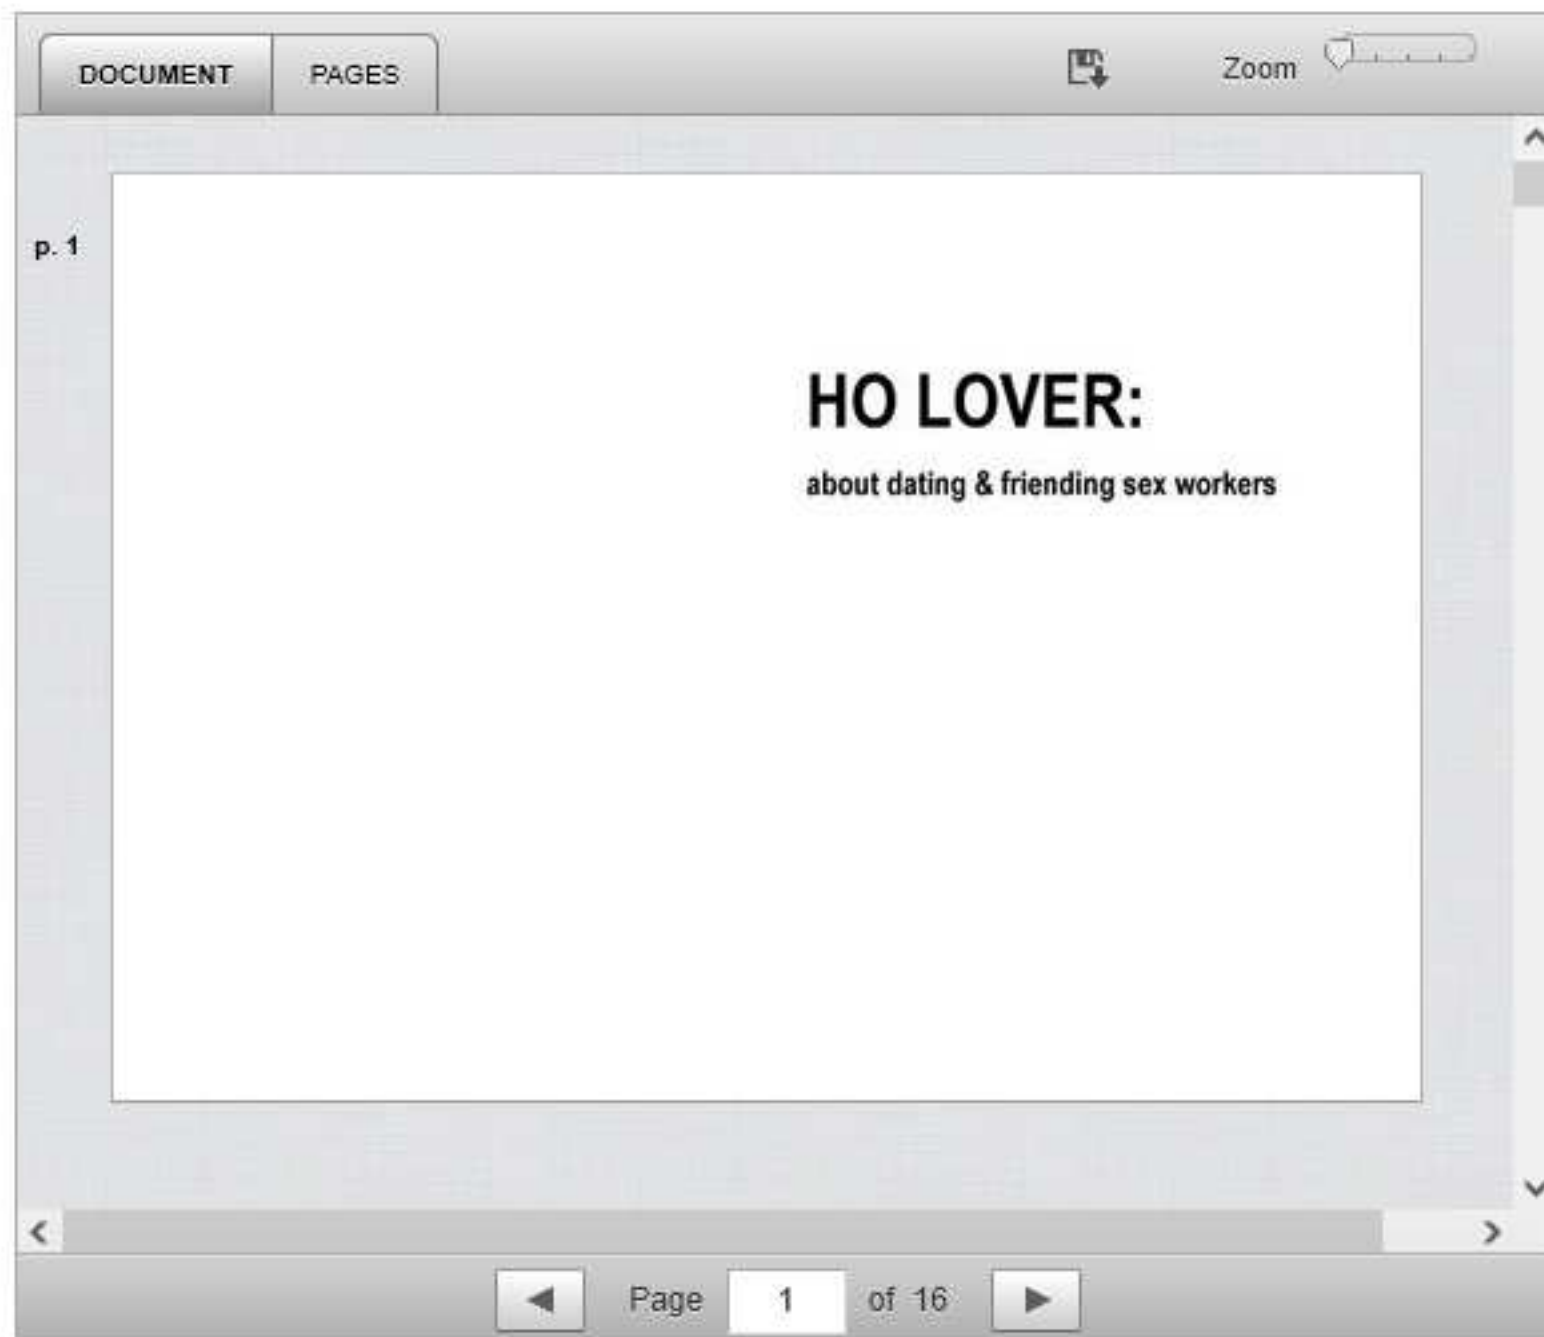 DOCUMENT PAGES Zoom
p. 1
HO LOVER:
about dating & friending sex workers
Page 1 of 16